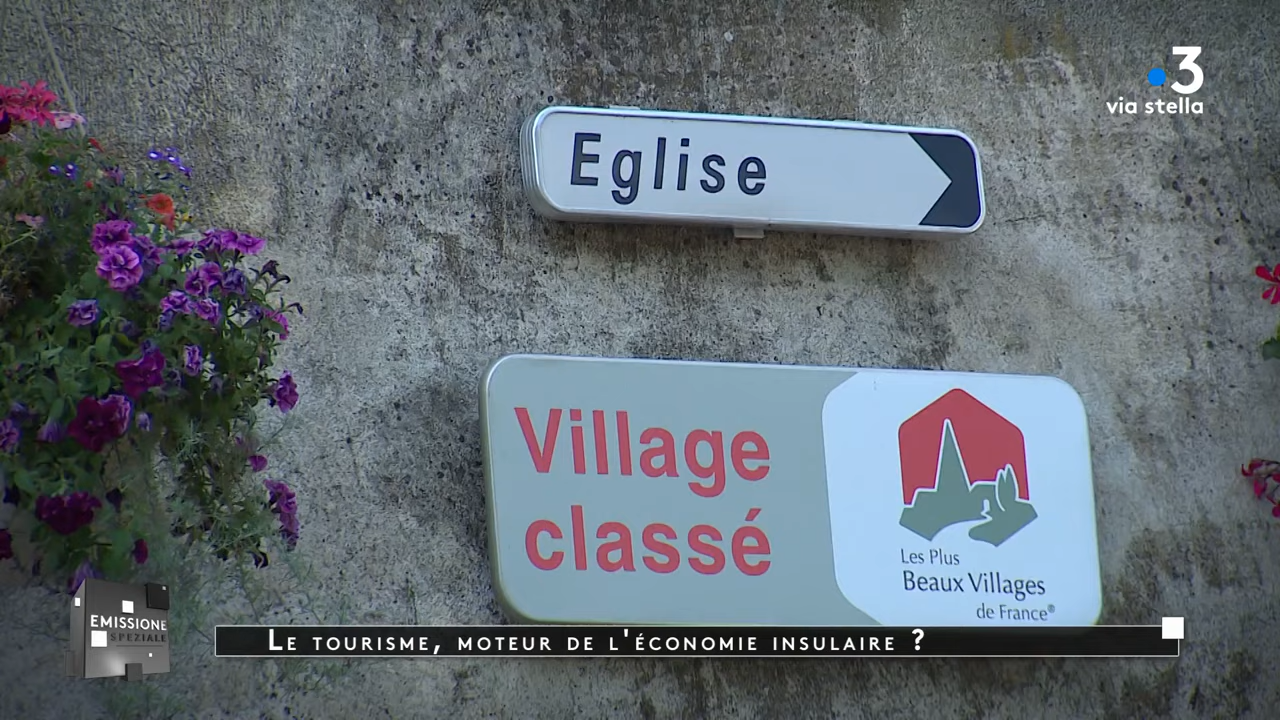 3
via stella
Eglise
Village
classé
Les Plus
Beaux Villages
de France®
EMISSIONE
SPEZIALE
Le tourisme, moteur de l'économie insulaire ?